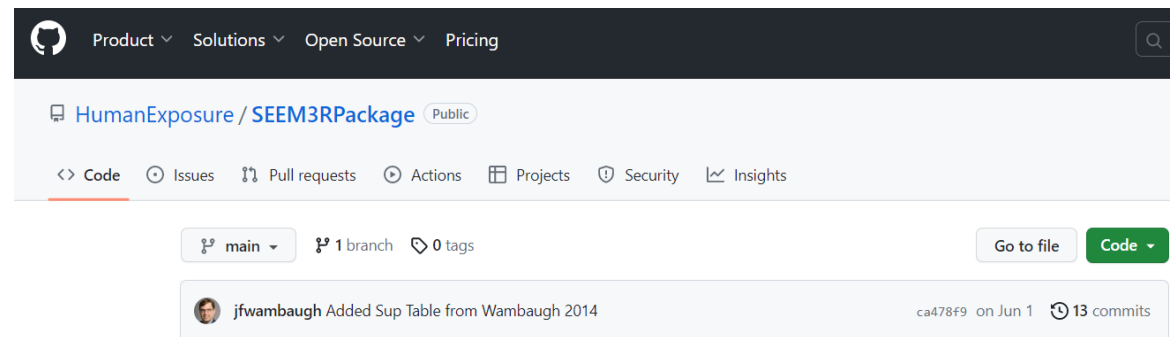 Product Solutions Open Source Pricing
HumanExposure / SEEM3RPackage Public
Code Issues Pull requests Actions Projects Security Insights
main 1 branch 0 tags Go to file Code
jfwambaugh Added Sup Table from Wambaugh 2014 ca478f9 on Jun 1 13 commits